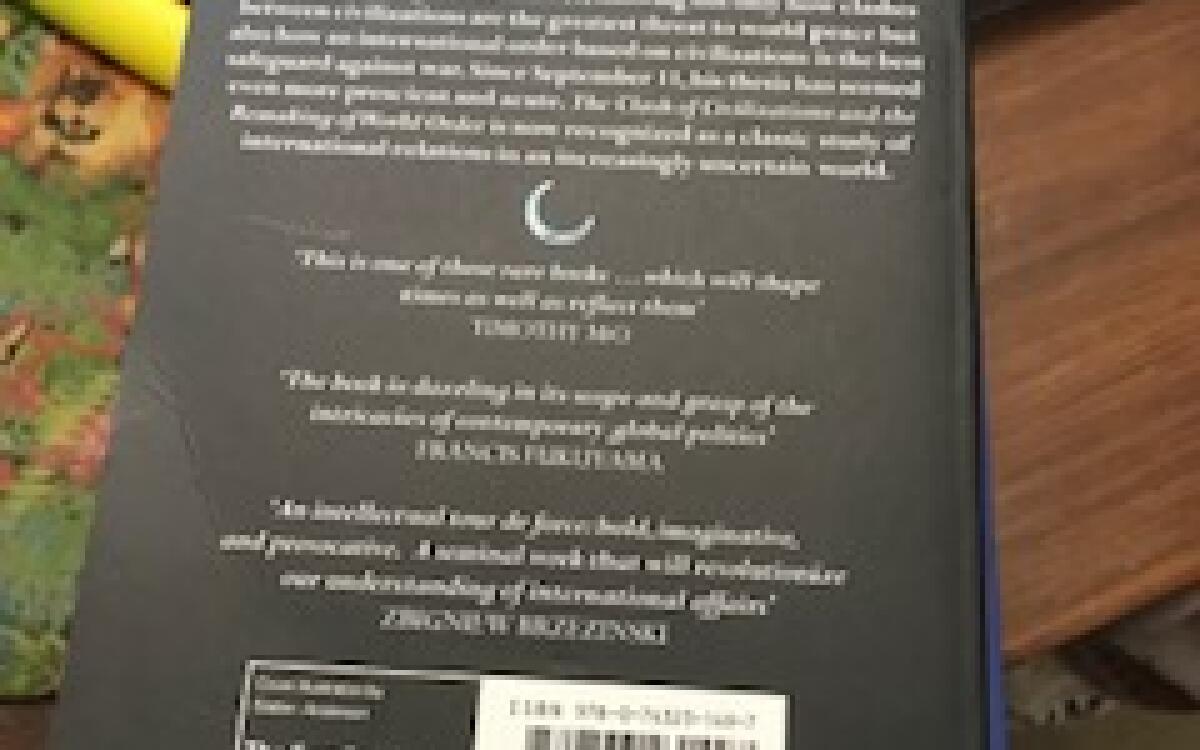 only how clashes
between civilizations are the greatest threat to world peace but
also how an international order based on civilizations is the best
safeguard against war. Since September 11, his thesis has seemed
even more prescient and acute. The Clash of Civilizations and the
Remaking of World Order is now recognized as a classic study of
international relations in an increasingly uncertain world.
'This is one of those rare books ... which will shape
times as well as reflect them'
TIMOTHY MO
'The book is dazzling in its scope and grasp of the
intricacies of contemporary global politics'
FRANCIS FUKUYAMA
'An intellectual tour de force: bold, imaginative,
and provocative. A seminal work that will revolutionize
our understanding of international affairs'
ZBIGNIEW BRZEZINSKI
ISBN